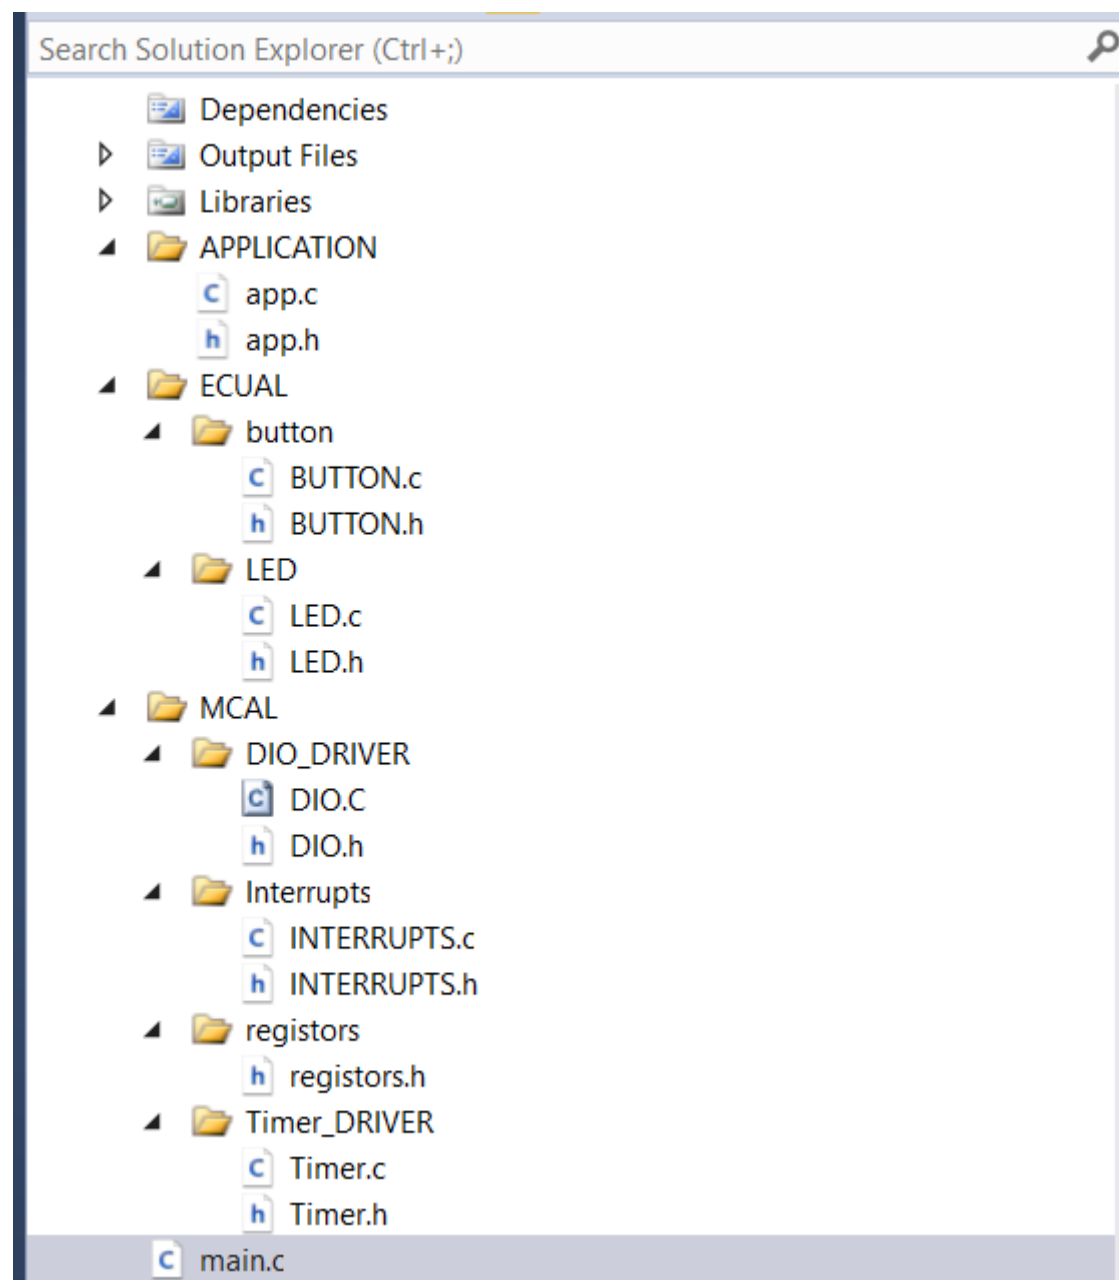 Search Solution Explorer (Ctrl+;)
Dependencies
Output Files
Libraries
APPLICATION
c app.c
h app.h
ECUAL
button
c BUTTON.c
h BUTTON.h
LED
c LED.c
h LED.h
MCAL
DIO_DRIVER
c DIO.C
h DIO.h
Interrupts
c INTERRUPTS.c
h INTERRUPTS.h
registors
h registors.h
Timer_DRIVER
c Timer.c
h Timer.h
c main.c